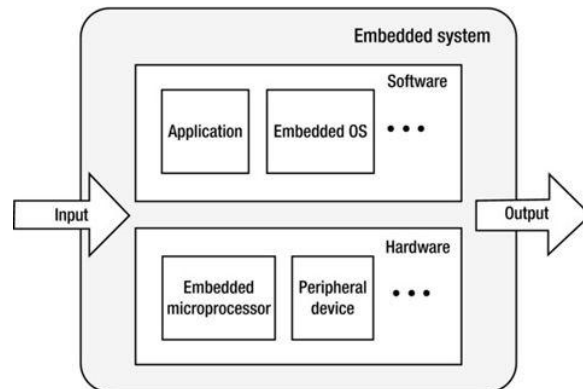 Embedded system
Software
Application
Embedded OS
Input
Output
Hardware
Embedded
microprocessor
Peripheral
device